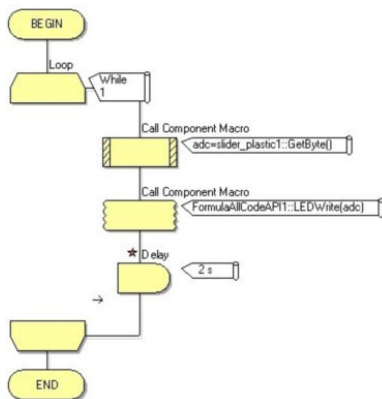 BEGIN
Loop
While
1
Call Component Macro
adc=slider_plastic1::GetByte()
Call Component Macro
FormulaAllCodeAPI1::LEDWrite(adc)
Delay
2 s
END